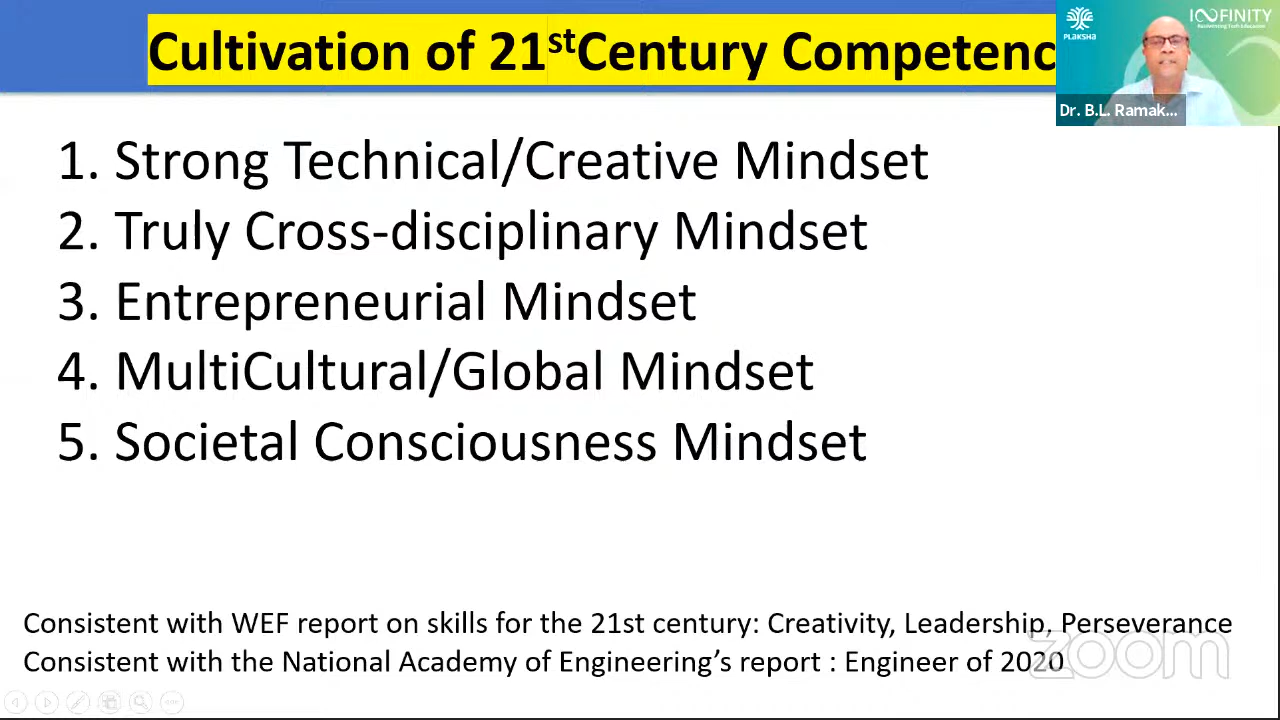 Cultivation of 21stCentury Competenc
PLAKSHA
INFINITY
Dr. B.L. Ramak...
1. Strong Technical/Creative Mindset
2. Truly Cross-disciplinary Mindset
3. Entrepreneurial Mindset
4. MultiCultural/Global Mindset
5. Societal Consciousness Mindset
Consistent with WEF report on skills for the 21st century: Creativity, Leadership, Perseverance
Consistent with the National Academy of Engineering’s report : Engineer of 2020
zoom